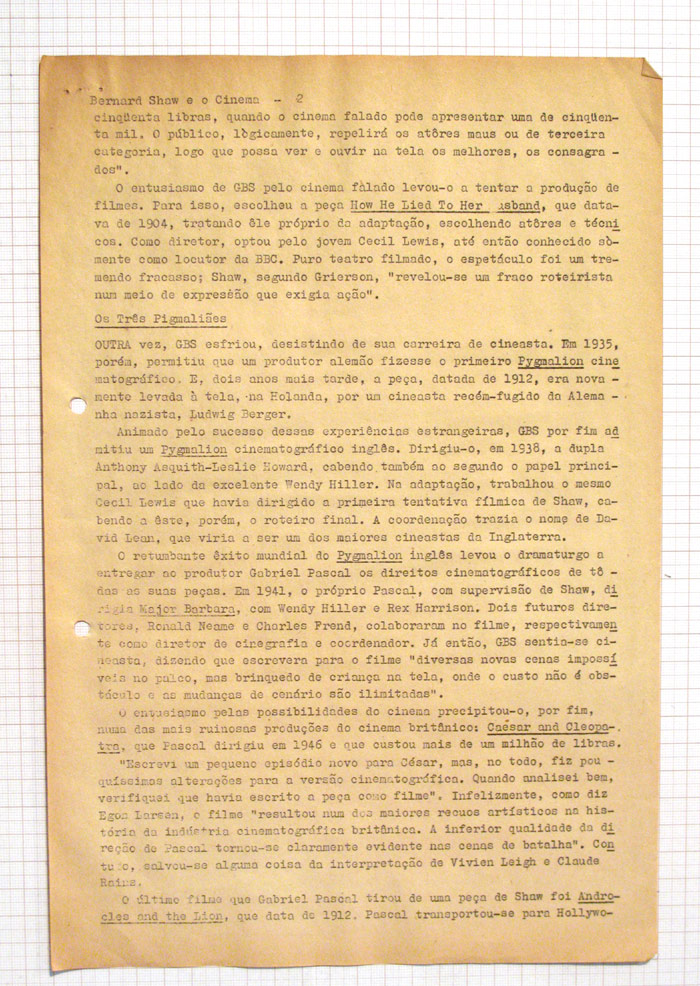 Bernard Shaw e o Cinema - 2
cinqüenta libras, quando o cinema falado pode apresentar uma de cinqüen-
ta mil. O público, lògicamente, repelirá os atôres maus ou de terceira
categoria, logo que possa ver e ouvir na tela os melhores, os consagra -
dos".
O entusiasmo de GBS pelo cinema falado levou-o a tentar a produção de
filmes. Para isso, escolheu a peça How He Lied To Her usband, que data-
va de 1904, tratando êle próprio da adaptação, escolhendo atôres e técni
cos. Como diretor, optou pelo jovem Cecil Lewis, até então conhecido sò-
mente como locutor da BBC. Puro teatro filmado, o espetáculo foi um tre-
mendo fracasso; Shaw, segundo Grierson, "revelou-se um fraco roteirista
num meio de expressão que exigia ação".
Os Três Pigmaliães
OUTRA vez, GBS esfriou, desistindo de sua carreira de cineasta. Em 1935,
porém, permitiu que um produtor alemão fizesse o primeiro Pygmalion cine
matográfico. E, dois anos mais tarde, a peça, datada de 1912, era nova -
mente levada à tela, na Holanda, por um cineasta recém-fugido da Alema -
nha nazista, Ludwig Berger.
Animado pelo sucesso dessas experiências estrangeiras, GBS por fim ad
mitiu um Pygmalion cinematográfico inglês. Dirigiu-o, em 1938, a dupla
Anthony Asquith-Leslie Howard, cabendo também ao segundo o papel princi-
pal, ao lado da excelente Wendy Hiller. Na adaptação, trabalhou o mesmo
Cecil Lewis que havia dirigido a primeira tentativa fílmica de Shaw, ca-
bendo a êste, porém, o roteiro final. A coordenação trazia o nome de Da-
vid Lean, que viria a ser um dos maiores cineastas da Inglaterra.
O retumbante êxito mundial do Pygmalion inglês levou o dramaturgo a
entregar ao produtor Gabriel Pascal os direitos cinematográficos de tô -
das as suas peças. Em 1941, o próprio Pascal, com supervisão de Shaw, di
rigia Major Barbara, com Wendy Hiller e Rex Harrison. Dois futuros dire-
tores, Ronald Neame e Charles Frend, colaboraram no filme, respectivamen
te como diretor de cinegrafia e coordenador. Já então, GBS sentia-se ci-
neasta, dizendo que escrevera para o filme "diversas novas cenas impossí
veis no palco, mas brinquedo de criança na tela, onde o custo não é obs-
táculo e as mudanças de cenário são ilimitadas".
O entusiasmo pelas possibilidades do cinema precipitou-o, por fim,
numa das mais ruinosas produções do cinema britânico: Caésar and Cleopa-
tra, que Pascal dirigiu em 1946 e que custou mais de um milhão de libras.
"Escrevi um pequeno episódio novo para César, mas, no todo, fiz pou -
quíssimas alterações para a versão cinematográfica. Quando analisei bem,
verifiquei que havia escrito a peça como filme". Infelizmente, como diz
Egon Larsen, o filme "resultou num dos maiores recuos artísticos na his-
tória da indústria cinematográfica britânica. A inferior qualidade da di
reção de Pascal tornou-se claramente evidente nas cenas de batalha". Con
tudo, salvou-se alguma coisa da interpretação de Vivien Leigh e Claude
Rains.
O último filme que Gabriel Pascal tirou de uma peça de Shaw foi Andro-
cles and the Lion, que data de 1912. Pascal transportou-se para Hollywo-